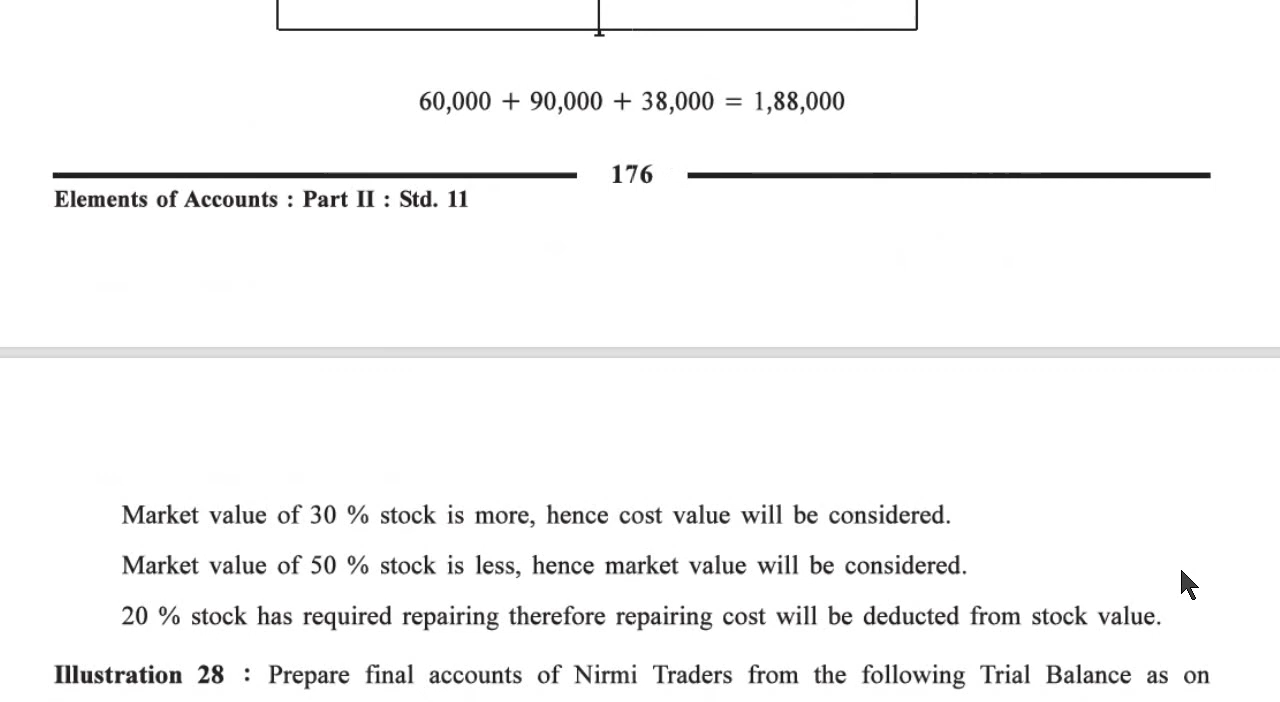 60,000 + 90,000 + 38,000 = 1,88,000
176
Elements of Accounts : Part II : Std. 11
Market value of 30 % stock is more, hence cost value will be considered.
Market value of 50 % stock is less, hence market value will be considered.
20 % stock has required repairing therefore repairing cost will be deducted from stock value.
Illustration 28 : Prepare final accounts of Nirmi Traders from the following Trial Balance as on